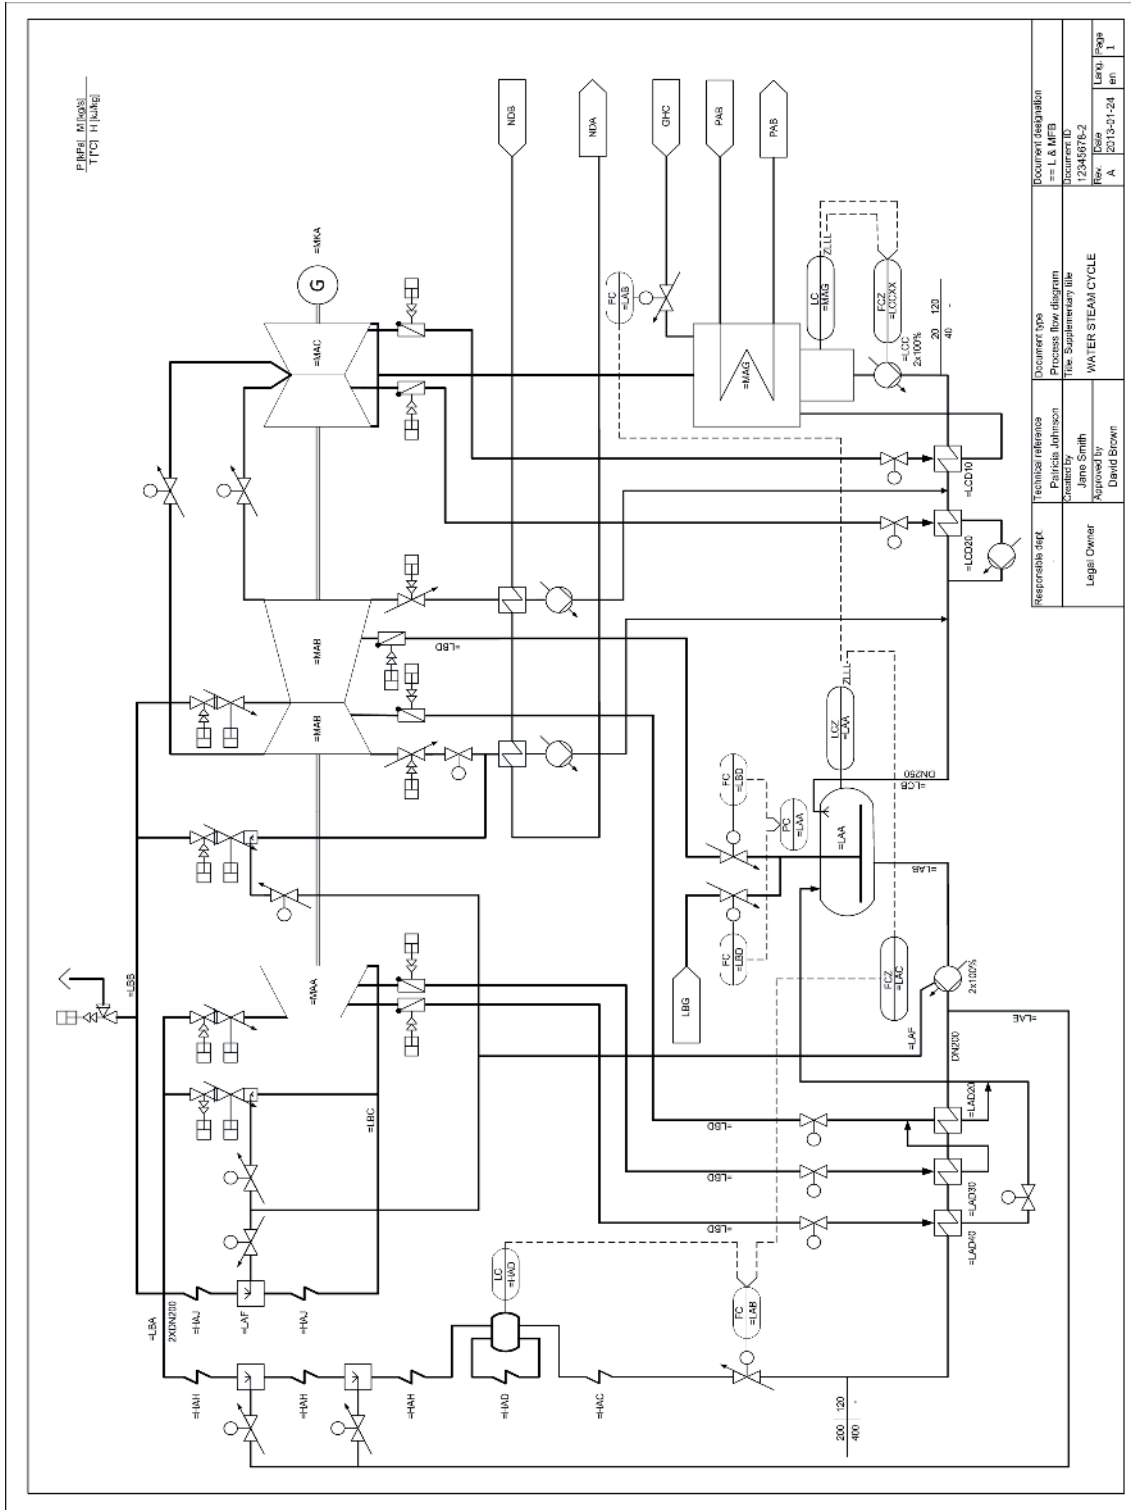 P [kPa] M [kg/s]
T [°C] H [kJ/kg]
NDB
NDA
GHC
PAB
PAB
=MKA
G
=MAC
FC
=LAB
LC
=MAG
ZLLL
FCZ
=LCCXX
=MAG
=LCC
2x100%
20 120
40 -
=LCD10
=LCD20
=MAB
=MAB
=LBD
LCZ
=LAA
ZLLL
FC
=LBD
PC
=LAA
DN250
=LCB
=LAA
=LAB
FC
=LBD
LBG
FCZ
=LAC
2x100%
=LBB
=MAA
=LAF
DN200
=LAE
=LBC
=LBD
=LBD
=LBD
=LAD20
=LAD30
=LAD40
=LBA
2XDN200
=HAJ
=LAF
=HAJ
LC
=HAD
FC
=LAB
=HAH
=HAH
=HAH
=HAD
=HAC
200 120
400 -
Responsible dept.
Legal Owner
Technical reference
Patricia Johnson
Created by
Jane Smith
Approved by
David Brown
Document type
Process flow diagram
Title, Supplementary title
WATER STEAM CYCLE
Document designation
== L & MFB
Document ID
12345678-2
Rev.
A
Date
2013-01-24
Lang.
en
Page
1